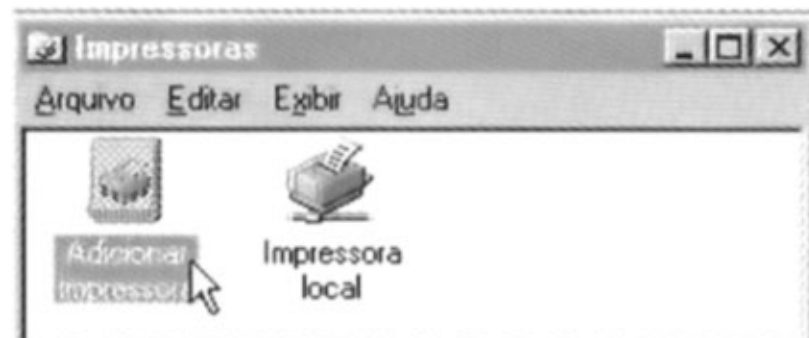 Impressoras
Arquivo Editar Exibir Ajuda
Adicionar
impressora
Impressora
local